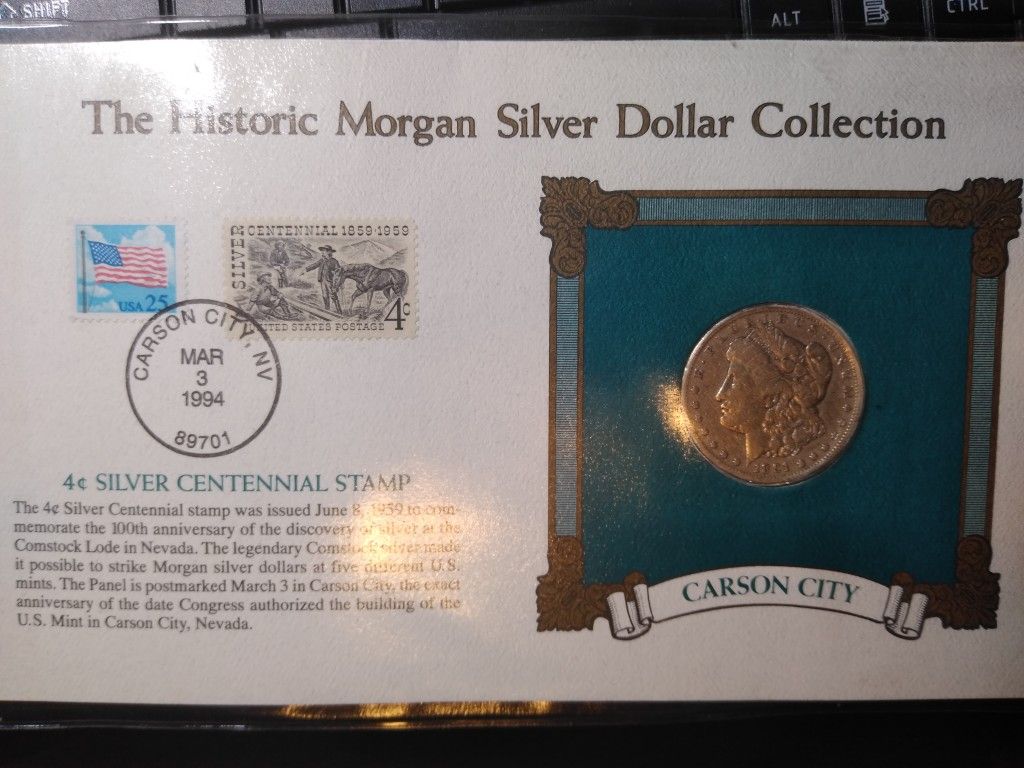 SHIFT
ALT
CTRL
The Historic Morgan Silver Dollar Collection
USA 25
SILVER
CENTENNIAL 1859·1959
UNITED STATES POSTAGE 4c
CARSON CITY, NV
MAR
3
1994
89701
4¢ SILVER CENTENNIAL STAMP
The 4¢ Silver Centennial stamp was issued June 8, 1959 to com-
memorate the 100th anniversary of the discovery of silver at the
Comstock Lode in Nevada. The legendary Comstock silver made
it possible to strike Morgan silver dollars at five different U.S.
mints. The Panel is postmarked March 3 in Carson City, the exact
anniversary of the date Congress authorized the building of the
U.S. Mint in Carson City, Nevada.
CARSON CITY